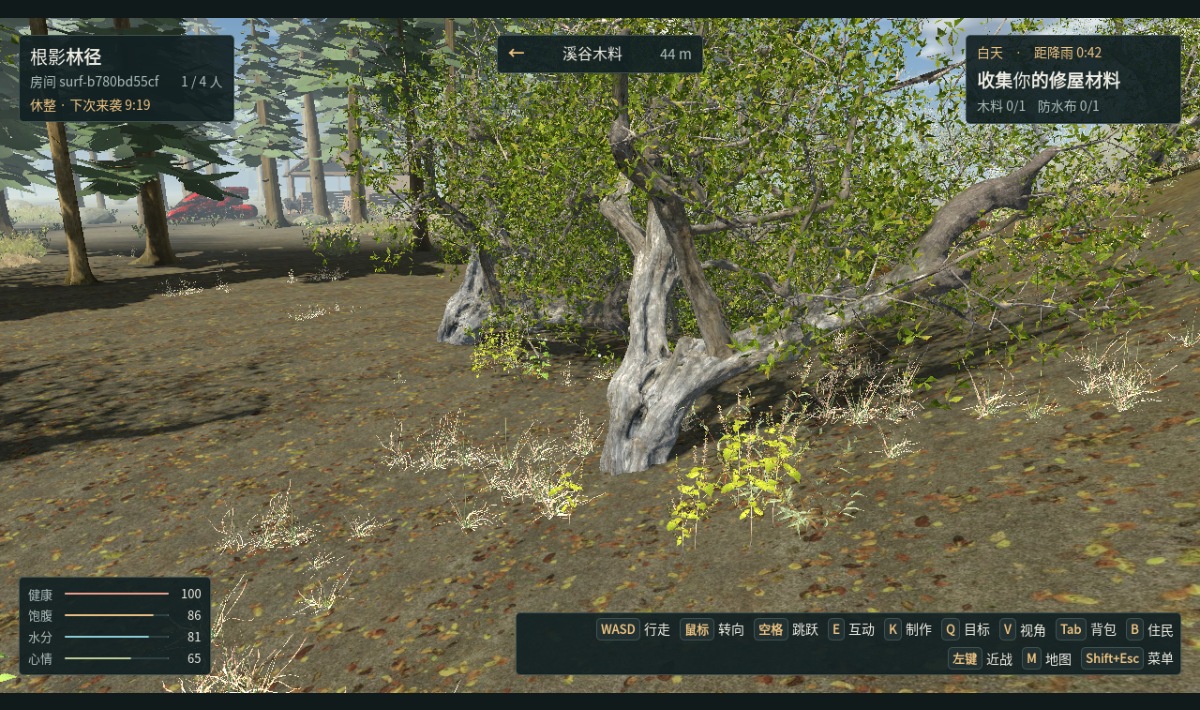 根影林径
房间 surf-b780bd55cf 1 / 4 人
休整 · 下次来袭 9:19
← 溪谷木料 44 m
白天 · 距降雨 0:42
收集你的修屋材料
木料 0/1 防水布 0/1
健康 100
饱腹 86
水分 81
心情 65
WASD 行走 鼠标 转向 空格 跳跃 E 互动 K 制作 Q 目标 V 视角 Tab 背包 B 住民
左键 近战 M 地图 Shift+Esc 菜单